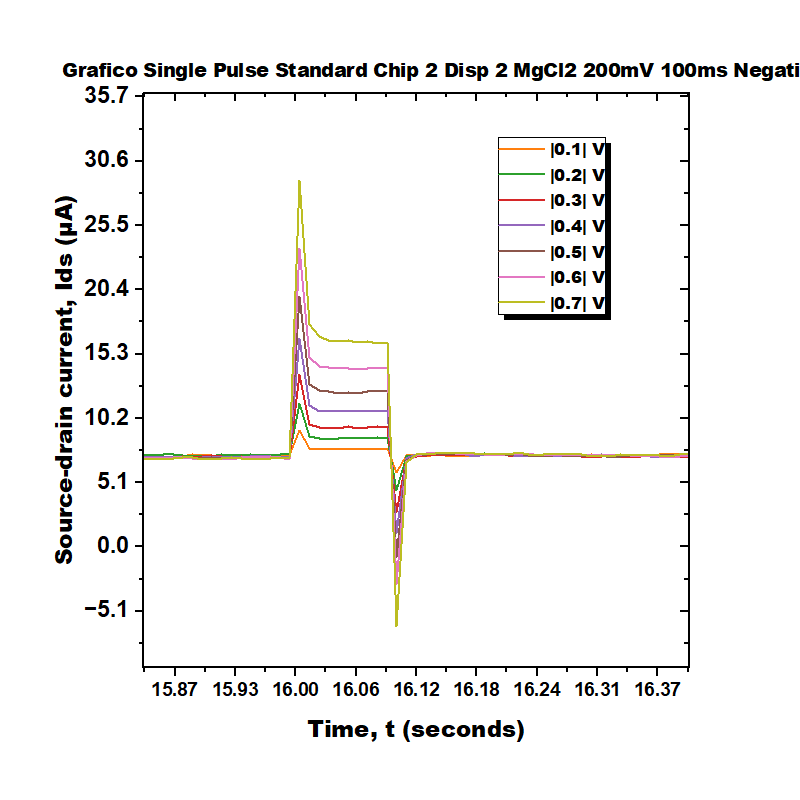 Grafico Single Pulse Standard Chip 2 Disp 2 MgCl2 200mV 100ms Negati
35.7
30.6
25.5
20.4
15.3
10.2
5.1
0.0
−5.1
Source-drain current, Ids (µA)
|0.1| V
|0.2| V
|0.3| V
|0.4| V
|0.5| V
|0.6| V
|0.7| V
15.87 15.93 16.00 16.06 16.12 16.18 16.24 16.31 16.37
Time, t (seconds)